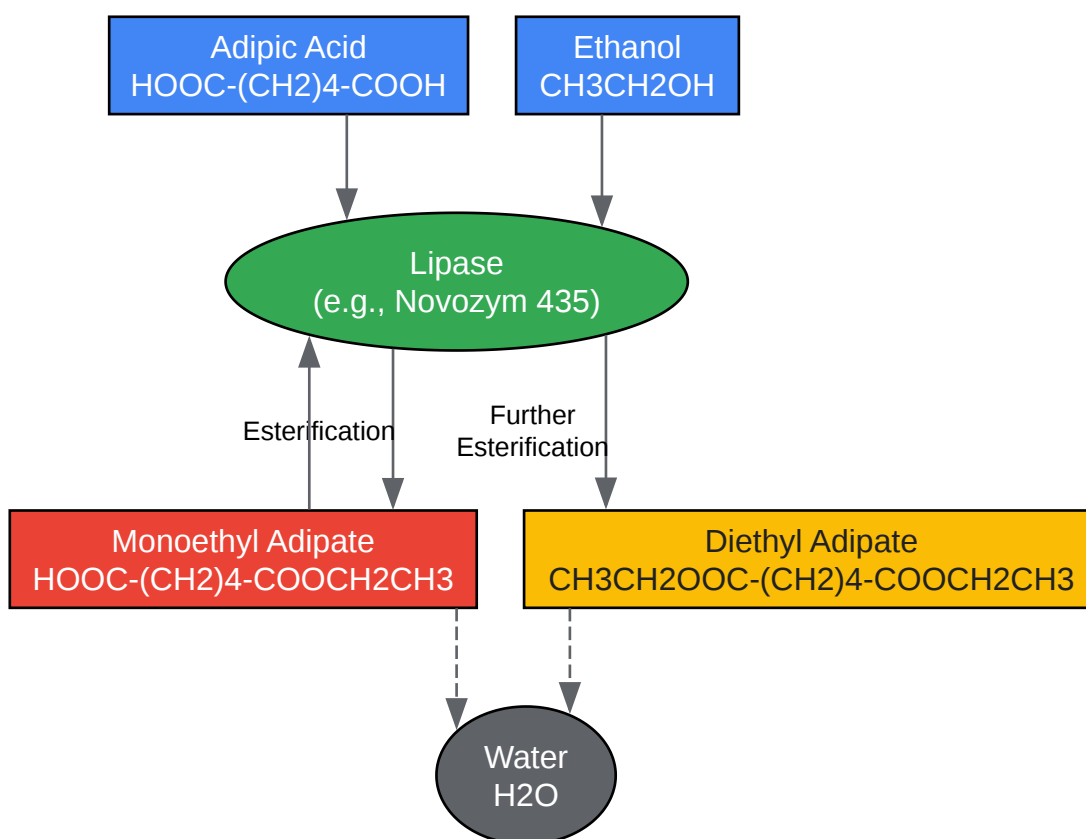 Adipic Acid
HOOC-(CH2)4-COOH
Ethanol
CH3CH2OH
Lipase
(e.g., Novozym 435)
Esterification
Further
Esterification
Monoethyl Adipate
HOOC-(CH2)4-COOCH2CH3
Diethyl Adipate
CH3CH2OOC-(CH2)4-COOCH2CH3
Water
H2O